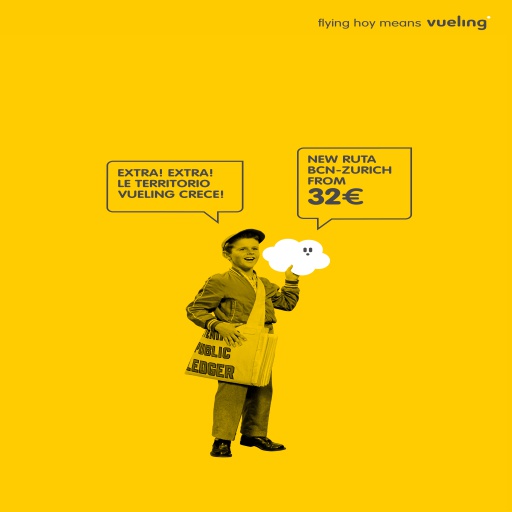 flying hoy means vueling
EXTRA! EXTRA!
LE TERRITORIO
VUELING CRECE!
NEW RUTA
BCN-ZURICH
FROM
32€
PUBLIC
LEDGER